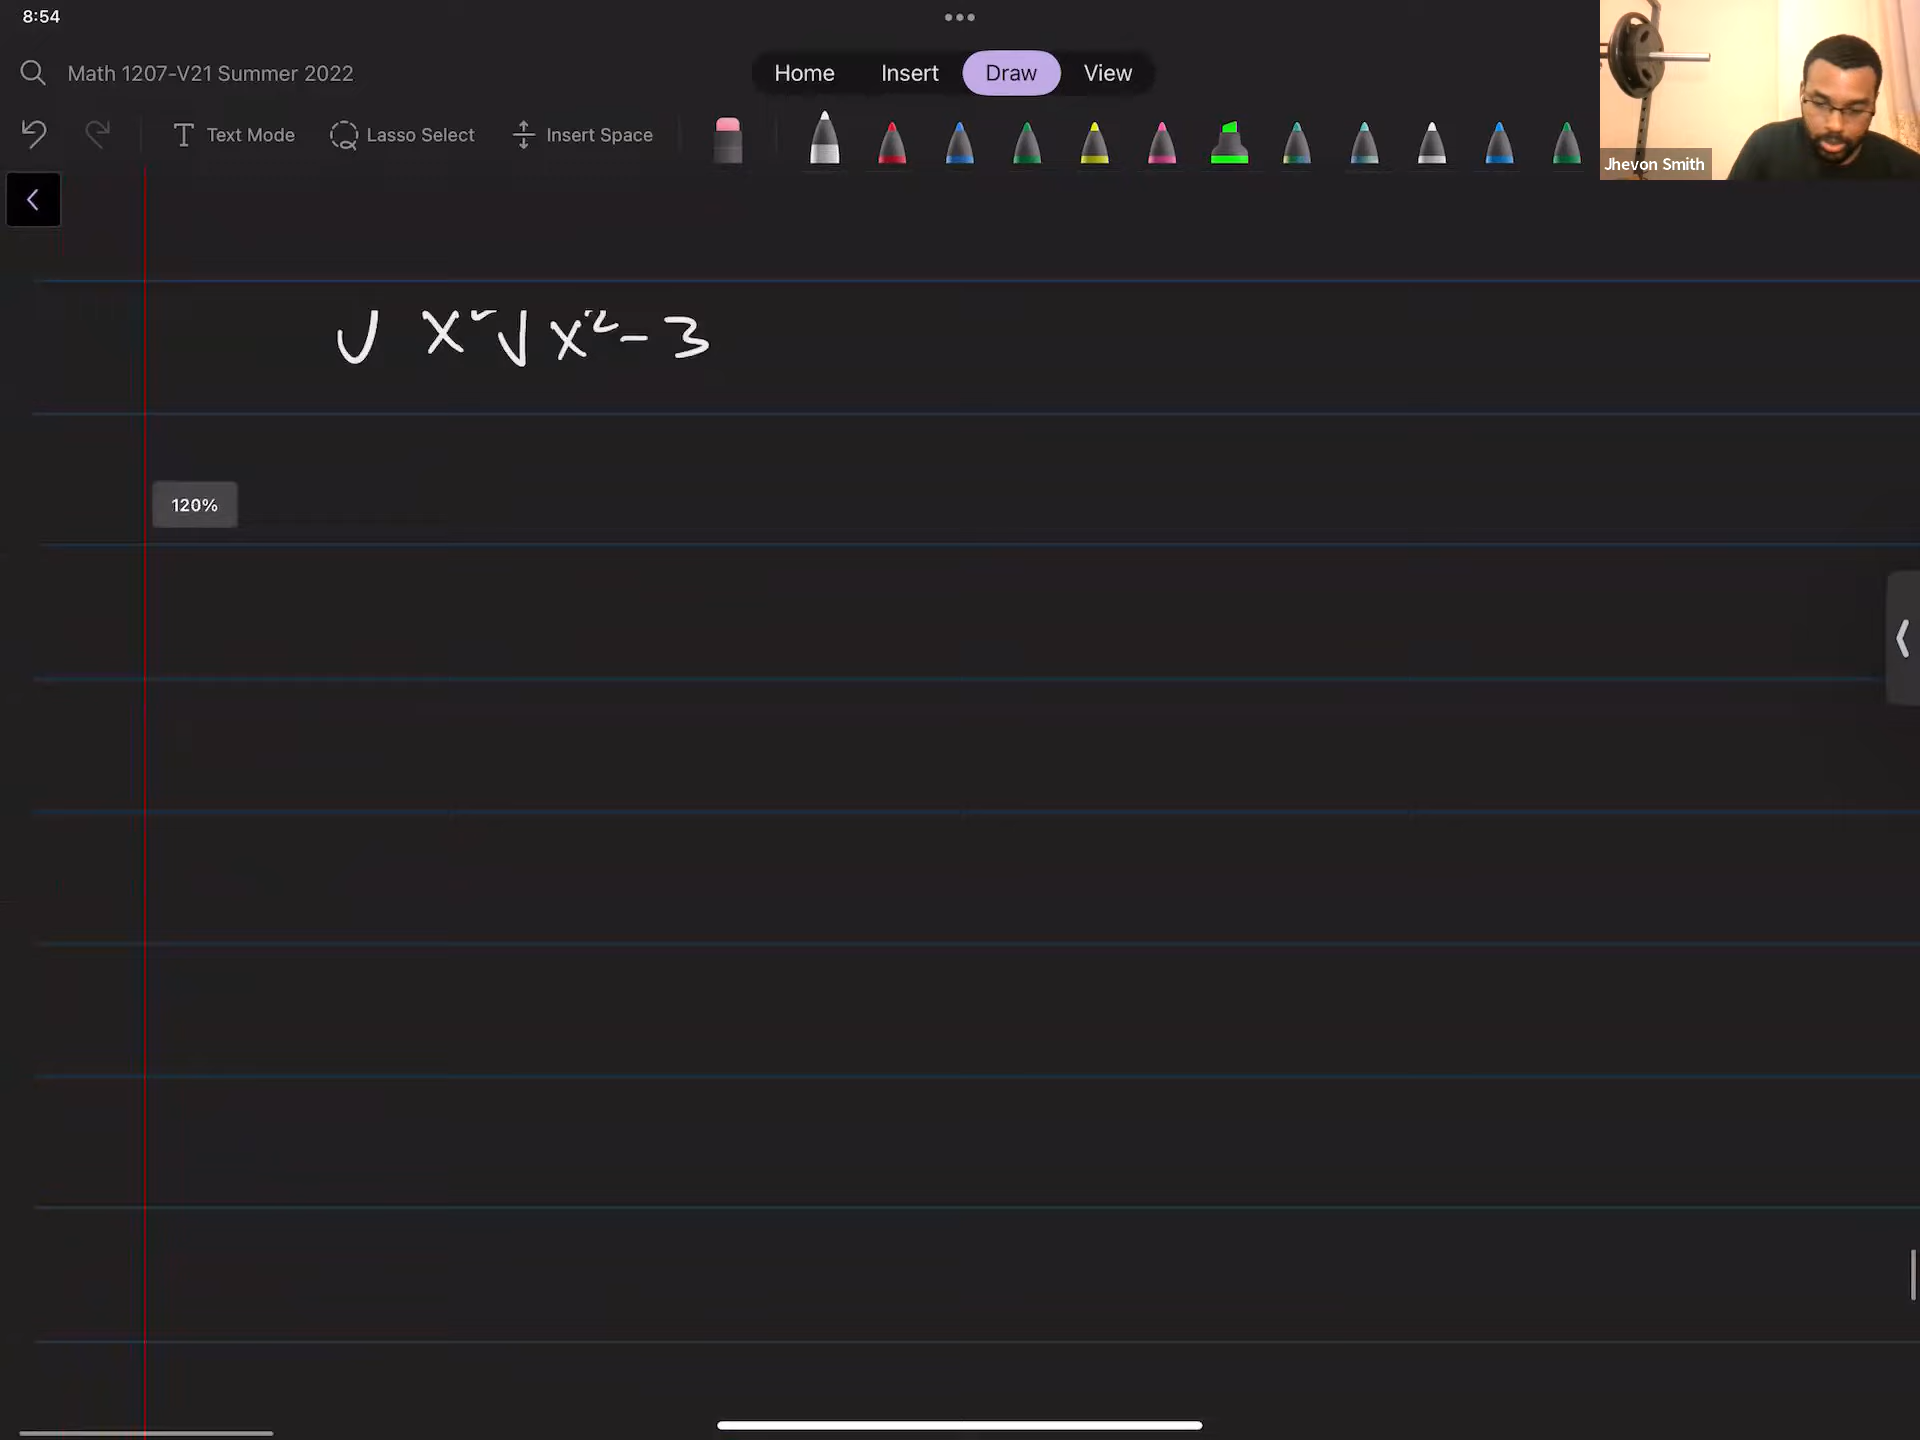 8:54
Math 1207-V21 Summer 2022
Home Insert Draw View
Text Mode Lasso Select Insert Space
Jhevon Smith
x √x²-3
120%